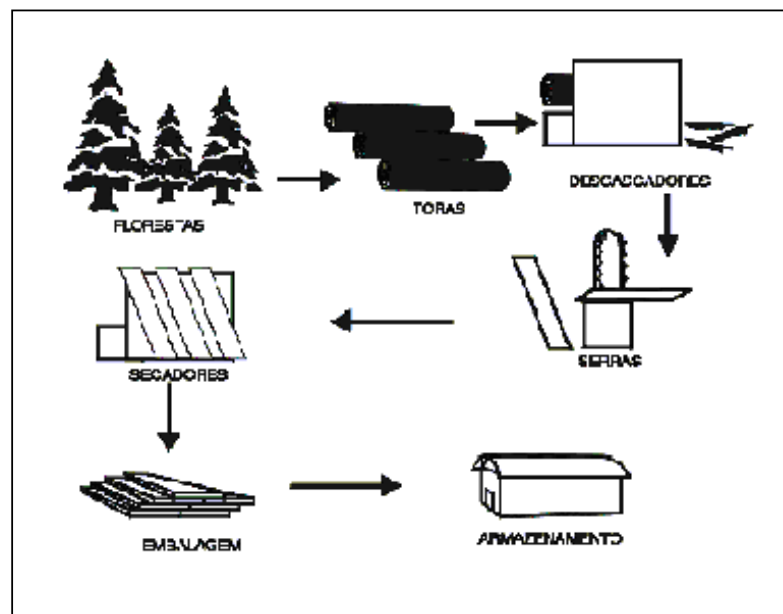 FLORESTAS
TORAS
DESCASCADORES
SERRAS
SECADORES
EMBALAGEM
ARMAZENAMENTO